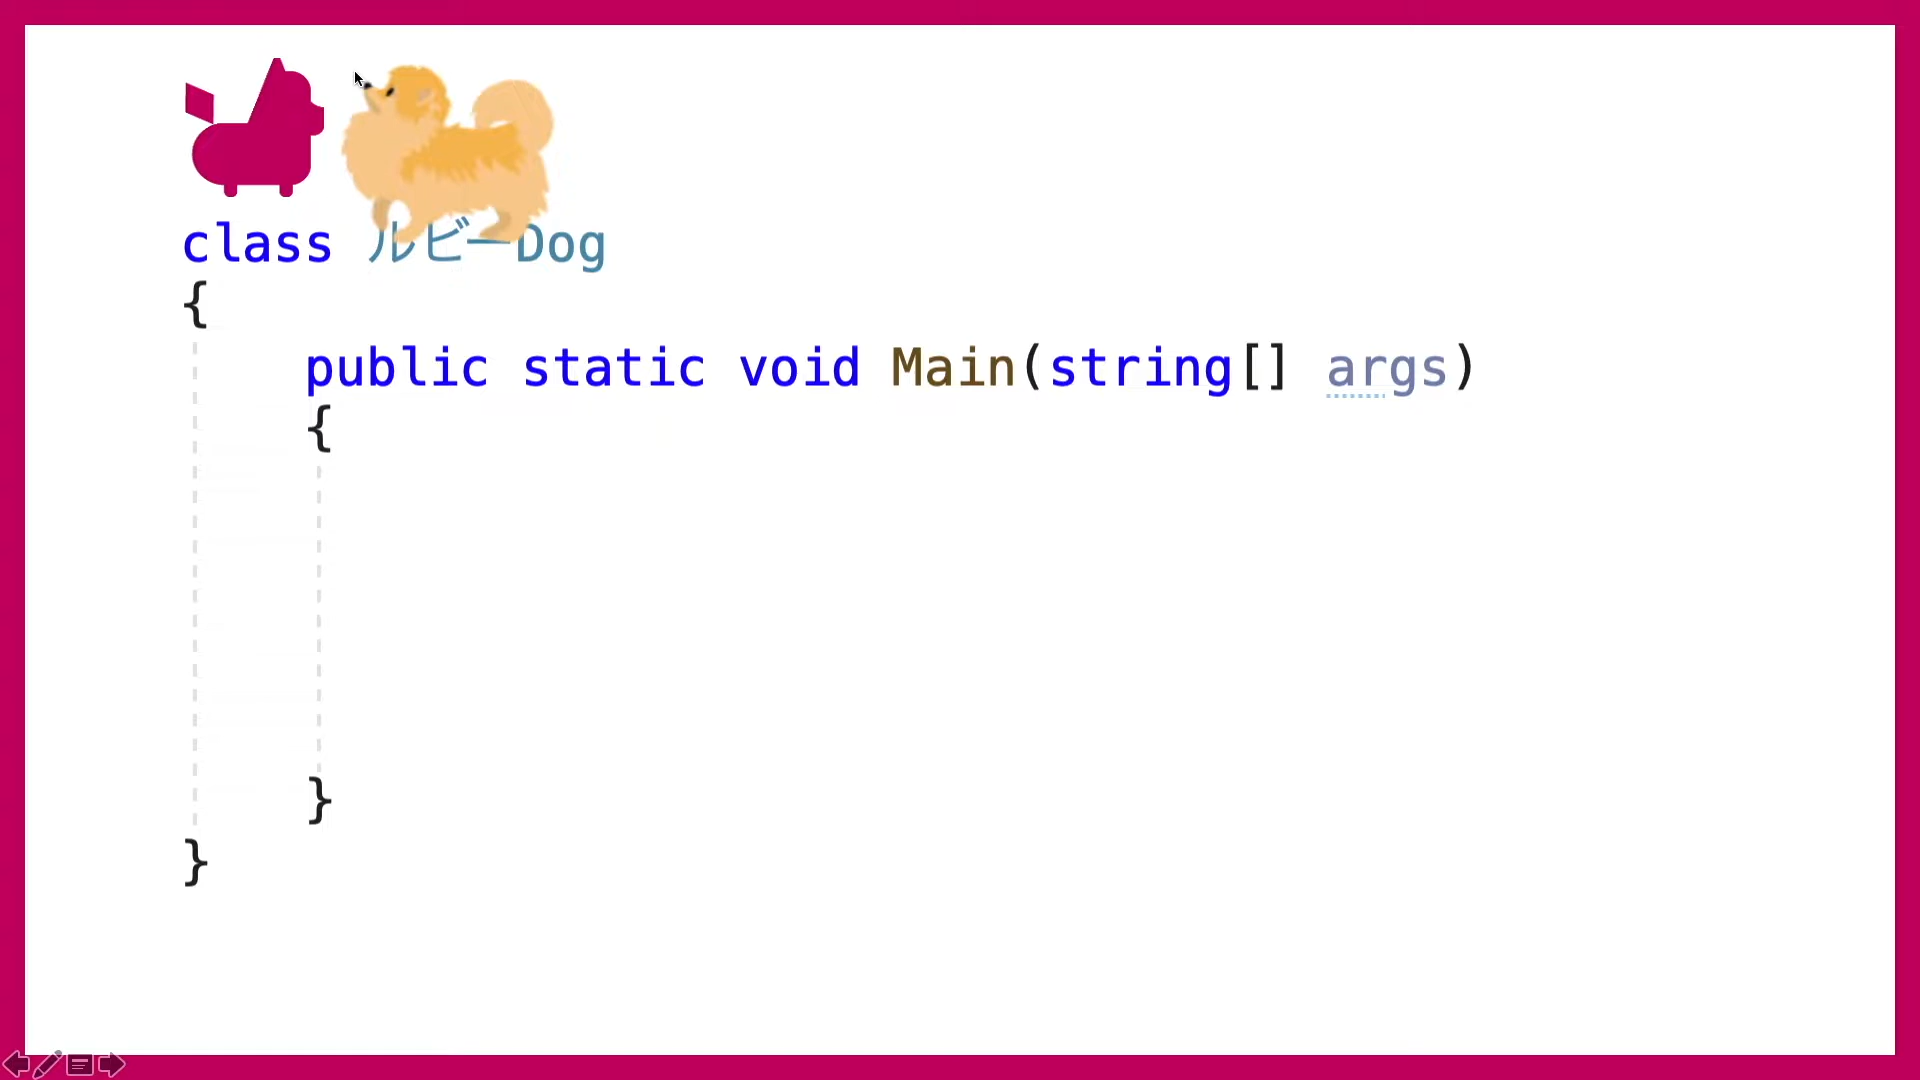 class ルビーDog
{
public static void Main(string[] args)
{
}
}